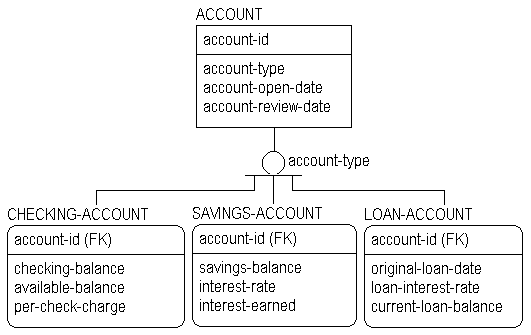 ACCOUNT
account-id
account-type
account-open-date
account-review-date
account-type
CHECKING-ACCOUNT
account-id (FK)
checking-balance
available-balance
per-check-charge
SAVINGS-ACCOUNT
account-id (FK)
savings-balance
interest-rate
interest-earned
LOAN-ACCOUNT
account-id (FK)
original-loan-date
loan-interest-rate
current-loan-balance